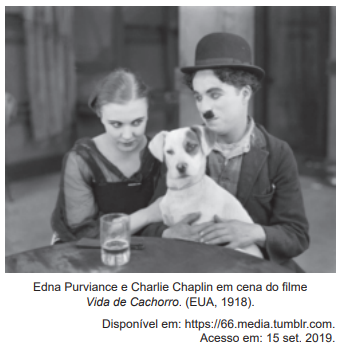 Edna Purviance e Charlie Chaplin em cena do filme
Vida de Cachorro. (EUA, 1918).
Disponível em: https://66.media.tumblr.com.
Acesso em: 15 set. 2019.